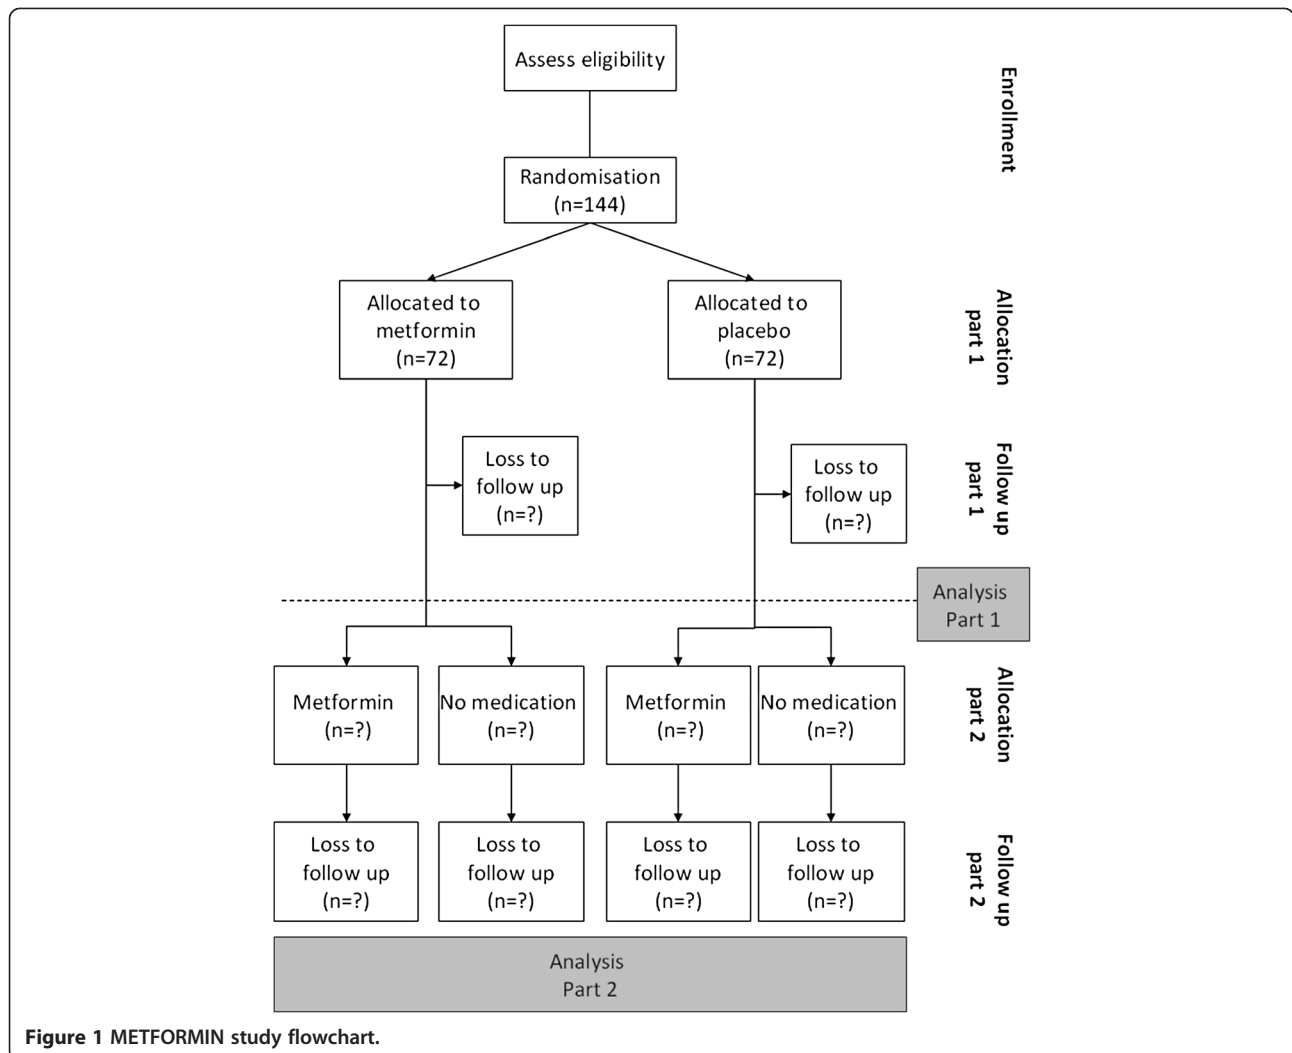 Assess eligibility
Enrollment
Randomisation
(n=144)
Allocated to
metformin
(n=72)
Allocated to
placebo
(n=72)
Allocation
part 1
Loss to
follow up
(n=?)
Loss to
follow up
(n=?)
Follow up
part 1
Analysis
Part 1
Metformin
(n=?)
No medication
(n=?)
Metformin
(n=?)
No medication
(n=?)
Allocation
part 2
Loss to
follow up
(n=?)
Loss to
follow up
(n=?)
Loss to
follow up
(n=?)
Loss to
follow up
(n=?)
Follow up
part 2
Analysis
Part 2
Figure 1 METFORMIN study flowchart.